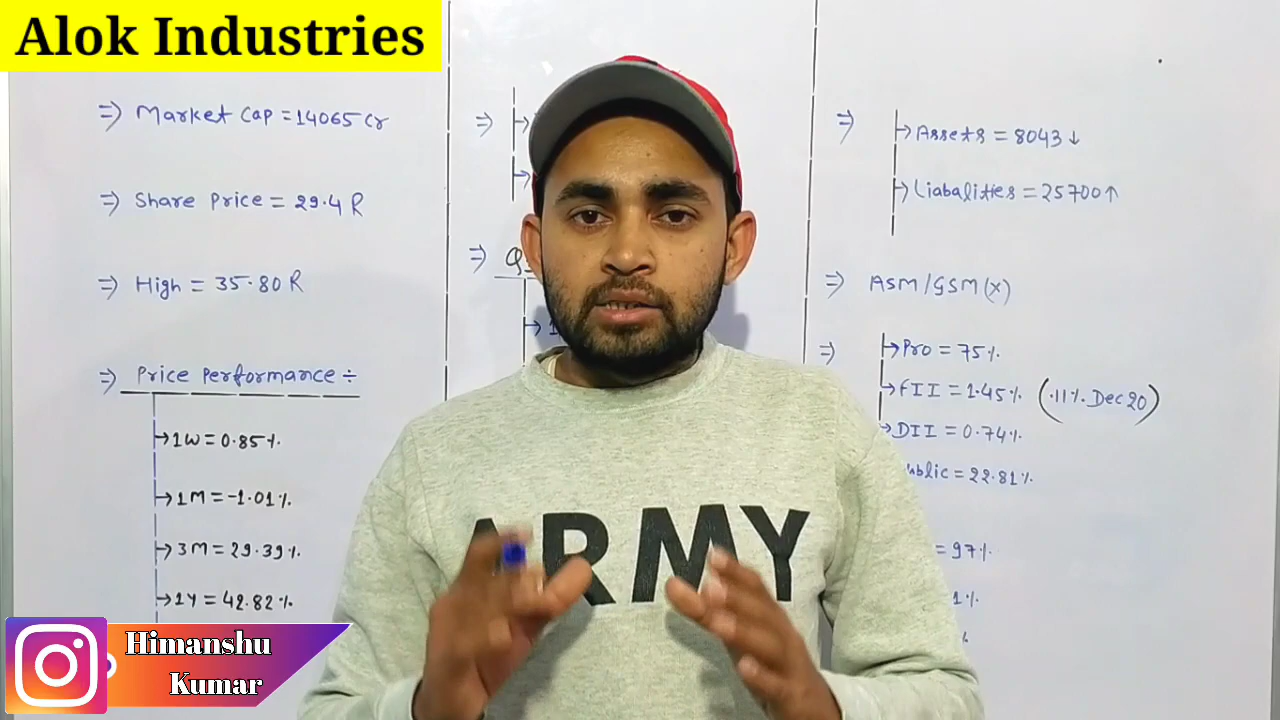 Alok Industries
=> Market Cap = 14065 Cr
=> Share Price = 29.4 R
=> High = 35.80 R
=> Price Performance ÷
→ 1W = 0.85%
→ 1M = -1.01%
→ 3M = 29.39%
→ 1Y = 42.82%
=>
=>
=> → Assets = 8043 ↓
→ Liabalities = 25700 ↑
=> ASM/GSM (x)
=> → Pro = 75%
→ FII = 1.45% (.11% Dec 20)
→ DII = 0.74%
= 22.81%
= 97%
1%
ARMY
Himanshu
Kumar